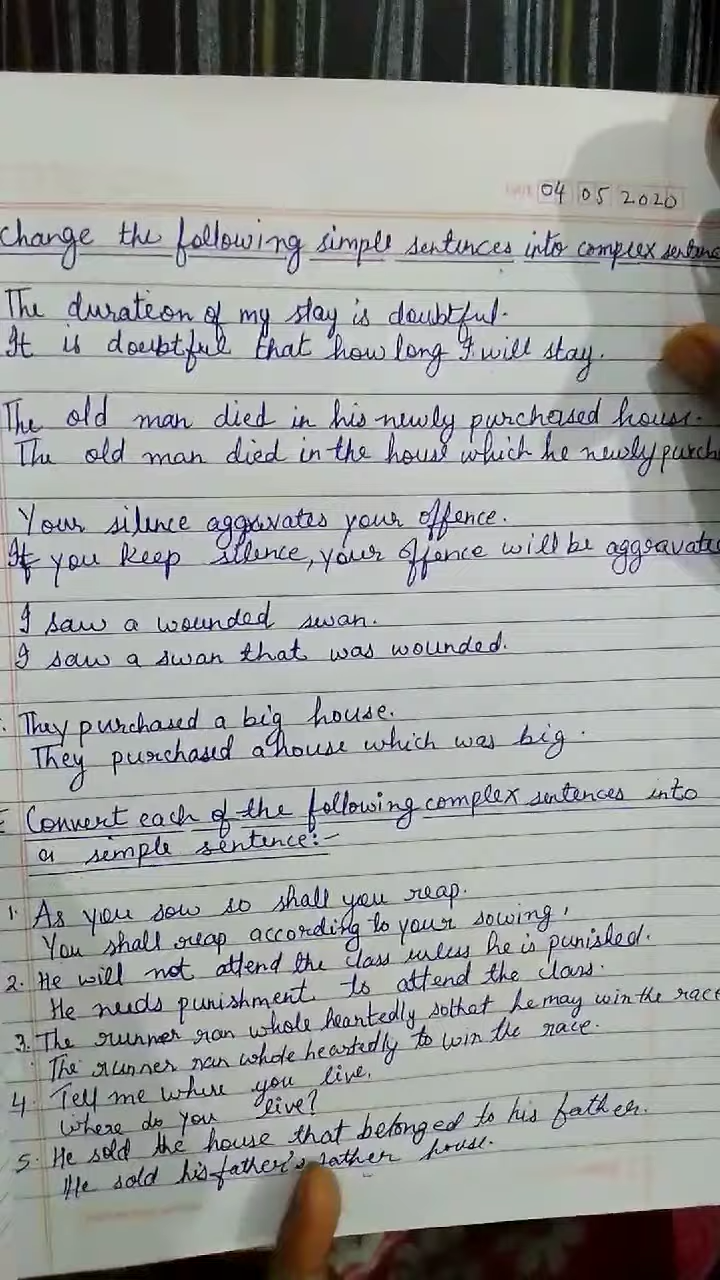 04 05 2020
Change the following simple sentences into complex
The duration of my stay is doubtful.
It is doubtful that how long I will stay.
The old man died in his newly purchased house.
The old man died in the house which he newly purch
Your silence aggravates your offence.
If you keep silence, your offence will be aggravate
I saw a wounded swan.
I saw a swan that was wounded.
They purchased a big house.
They purchased a house which was big.
Convert each of the following complex sentences into
a simple sentence:-
1. As you sow so shall you reap.
You shall reap according to your sowing,
2. He will not attend the class unless he is punished.
He needs punishment to attend the class.
3. The runner ran whole heartedly sothat he may win the race
The runner ran whole heartedly to win the race.
4. Tell me where you live.
Where do you live?
5. He sold the house that belonged to his father.
He sold his father's rather house.